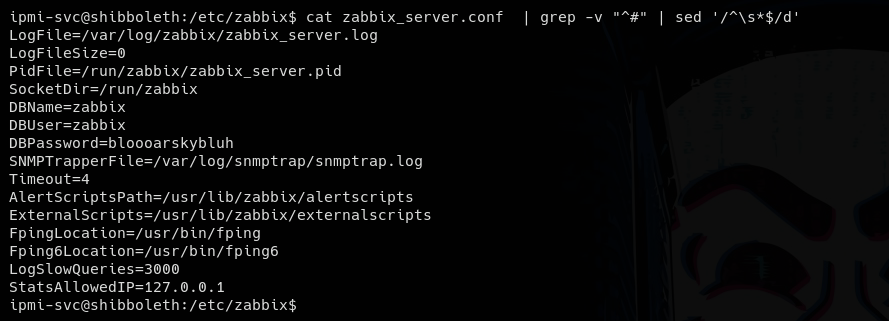 ipmi-svc@shibboleth:/etc/zabbix$ cat zabbix_server.conf  | grep -v "^#" | sed '/^\s*$/d'
LogFile=/var/log/zabbix/zabbix_server.log
LogFileSize=0
PidFile=/run/zabbix/zabbix_server.pid
SocketDir=/run/zabbix
DBName=zabbix
DBUser=zabbix
DBPassword=bloooarskybluh
SNMPTrapperFile=/var/log/snmptrap/snmptrap.log
Timeout=4
AlertScriptsPath=/usr/lib/zabbix/alertscripts
ExternalScripts=/usr/lib/zabbix/externalscripts
FpingLocation=/usr/bin/fping
Fping6Location=/usr/bin/fping6
LogSlowQueries=3000
StatsAllowedIP=127.0.0.1
ipmi-svc@shibboleth:/etc/zabbix$